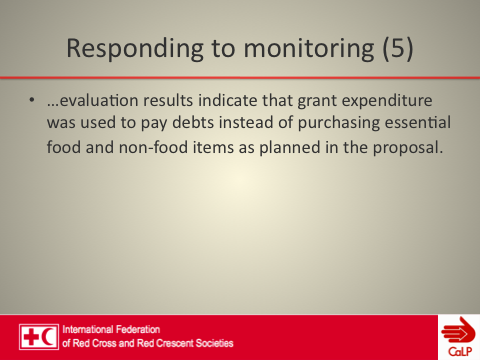 Responding to monitoring (5)
• …evaluation results indicate that grant expenditure
was used to pay debts instead of purchasing essential
food and non-food items as planned in the proposal.
International Federation
of Red Cross and Red Crescent Societies
CaLP